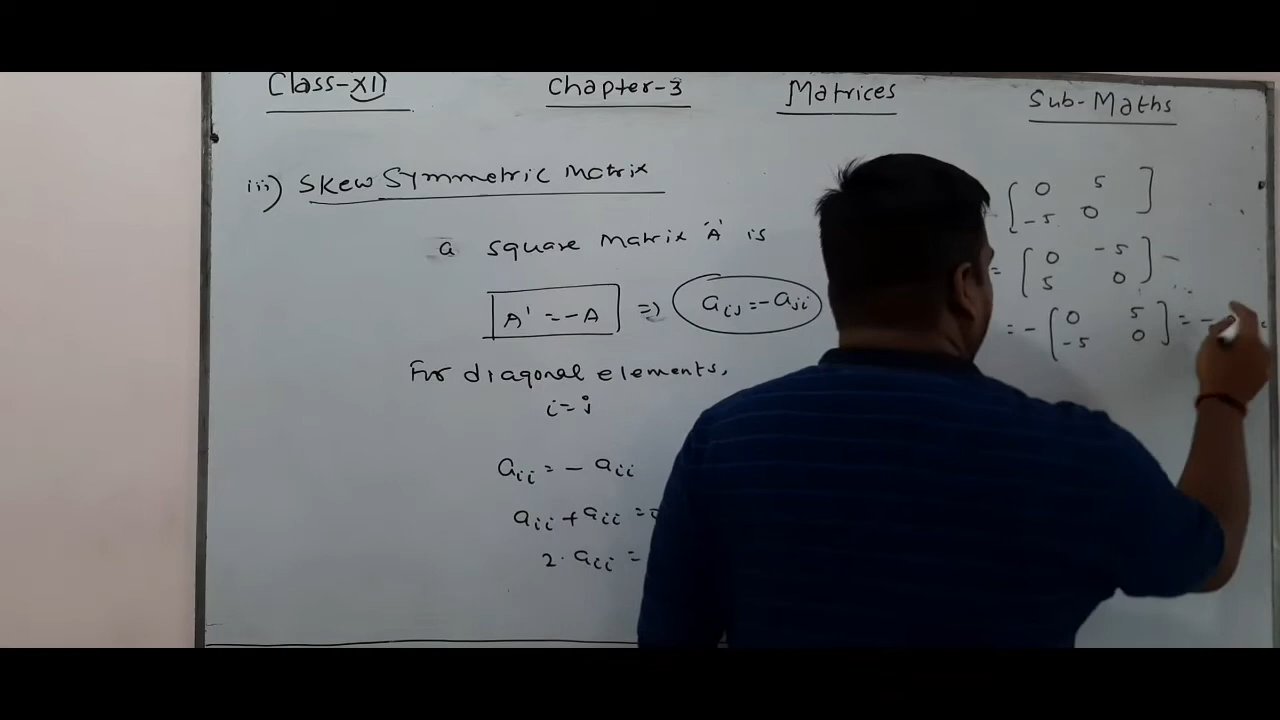 Class-XII Chapter-3 Matrices Sub-Maths
iii) Skew Symmetric Matrix
a square matrix 'A' is
A' = -A => aij = -aji
For diagonal elements,
i = j
aii = - aii
aii + aii =
2. aii =
[ 0 5
-5 0 ]
= [ 0 -5
5 0 ]
= - [ 0 5
-5 0 ] = -